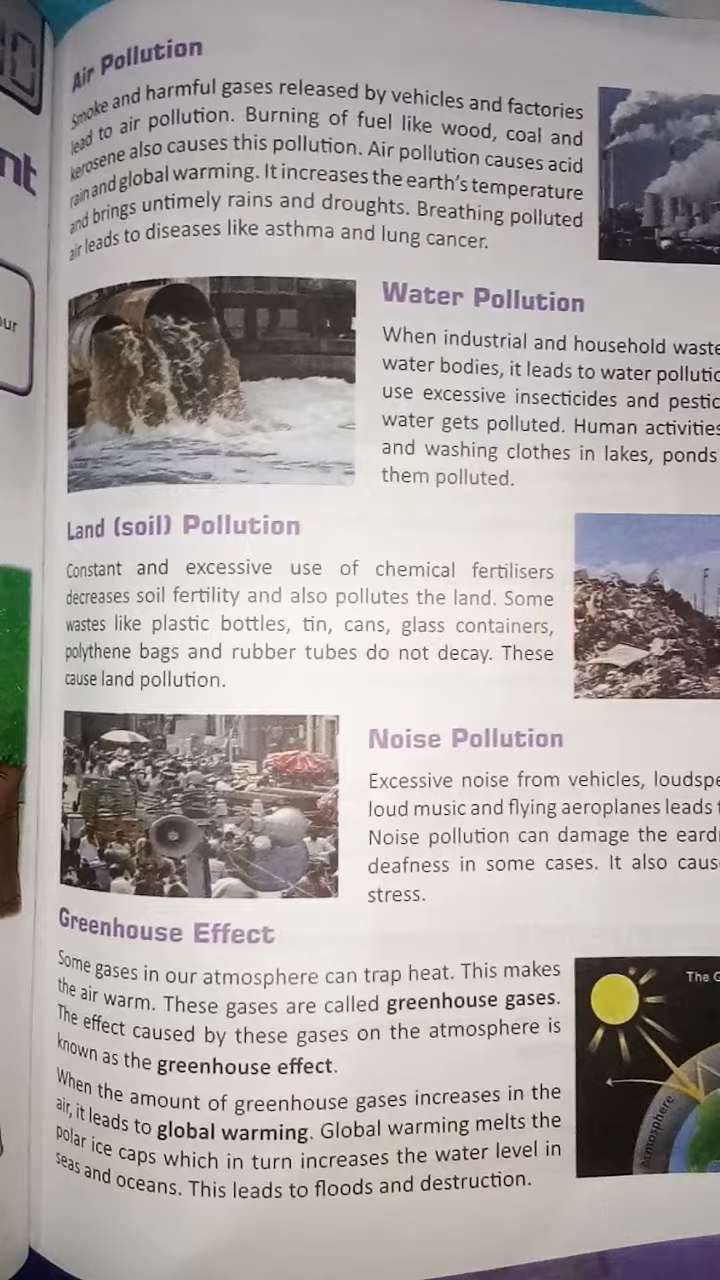 nt
our
Air Pollution
Smoke and harmful gases released by vehicles and factories
lead to air pollution. Burning of fuel like wood, coal and
kerosene also causes this pollution. Air pollution causes acid
rain and global warming. It increases the earth's temperature
and brings untimely rains and droughts. Breathing polluted
air leads to diseases like asthma and lung cancer.
Water Pollution
When industrial and household waste
water bodies, it leads to water
use excessive insecticides and
water gets polluted. Human activities
and washing clothes in lakes, ponds
them polluted.
Land (soil) Pollution
Constant and excessive use of chemical fertilisers
decreases soil fertility and also pollutes the land. Some
wastes like plastic bottles, tin, cans, glass containers,
polythene bags and rubber tubes do not decay. These
cause land pollution.
Noise Pollution
Excessive noise from vehicles,
loud music and flying aeroplanes leads
Noise pollution can damage the
deafness in some cases. It also
stress.
Greenhouse Effect
Some gases in our atmosphere can trap heat. This makes
the air warm. These gases are called greenhouse gases.
The effect caused by these gases on the atmosphere is
known as the greenhouse effect.
When the amount of greenhouse gases increases in the
air, it leads to global warming. Global warming melts the
polar ice caps which in turn increases the water level in
seas and oceans. This leads to floods and destruction.
The G
Atmosphere